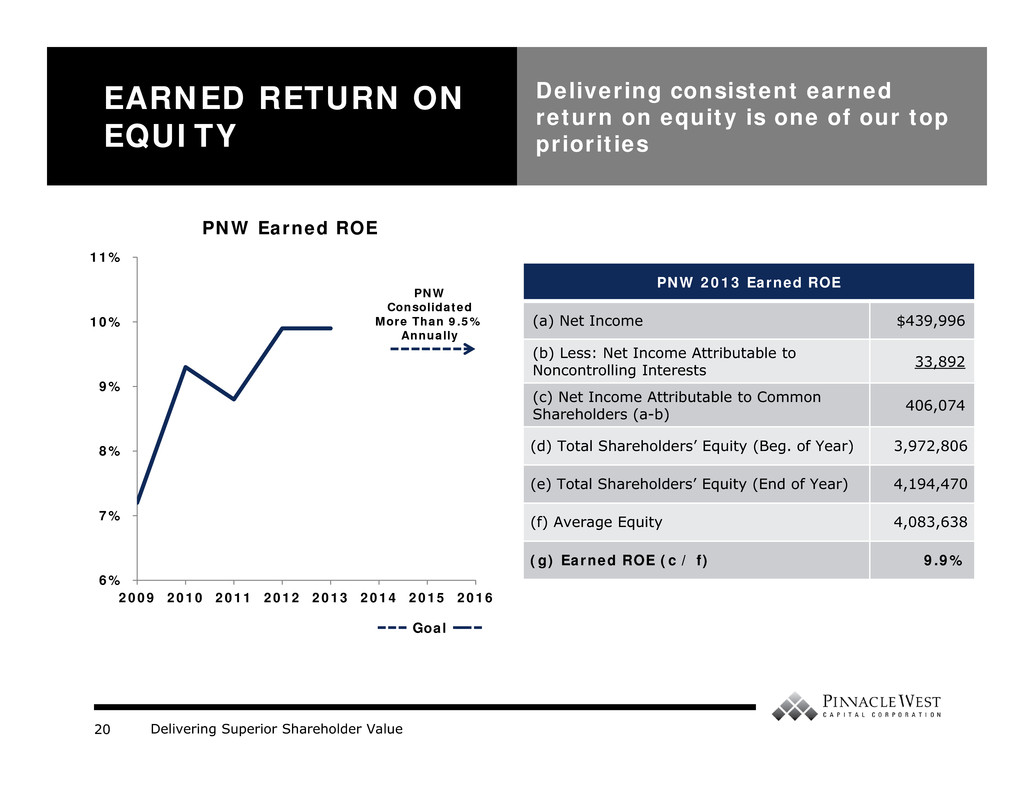 EARNED RETURN ON
EQUITY
Delivering consistent earned
return on equity is one of our top
priorities
PNW Earned ROE
11%
10%
9%
8%
7%
6%
2009 2010 2011 2012 2013 2014 2015 2016
PNW
Consolidated
More Than 9.5%
Annually
Goal
PNW 2013 Earned ROE
(a) Net Income $439,996
(b) Less: Net Income Attributable to
Noncontrolling Interests 33,892
(c) Net Income Attributable to Common
Shareholders (a-b) 406,074
(d) Total Shareholders’ Equity (Beg. of Year) 3,972,806
(e) Total Shareholders’ Equity (End of Year) 4,194,470
(f) Average Equity 4,083,638
(g) Earned ROE (c / f) 9.9%
PINNACLE WEST
CAPITAL CORPORATION
20 Delivering Superior Shareholder Value